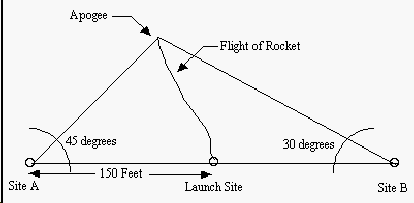 Apogee
Flight of Rocket
45 degrees
30 degrees
150 Feet
Site A
Launch Site
Site B